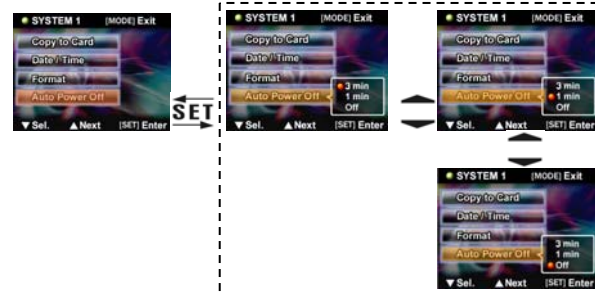 SYSTEM 1 [MODE] Exit
Copy to Card
Date / Time
Format
Auto Power Off
▼ Sel. ▲ Next [SET] Enter
SET
SYSTEM 1 [MODE] Exit
Copy to Card
Date / Time
Format
Auto Power Off
3 min
1 min
Off
▼ Sel. ▲ Next [SET] Enter
SYSTEM 1 [MODE] Exit
Copy to Card
Date / Time
Format
Auto Power Off
3 min
1 min
Off
▼ Sel. ▲ Next [SET] Enter
SYSTEM 1 [MODE] Exit
Copy to Card
Date / Time
Format
Auto Power Off
3 min
1 min
Off
▼ Sel. ▲ Next [SET] Enter